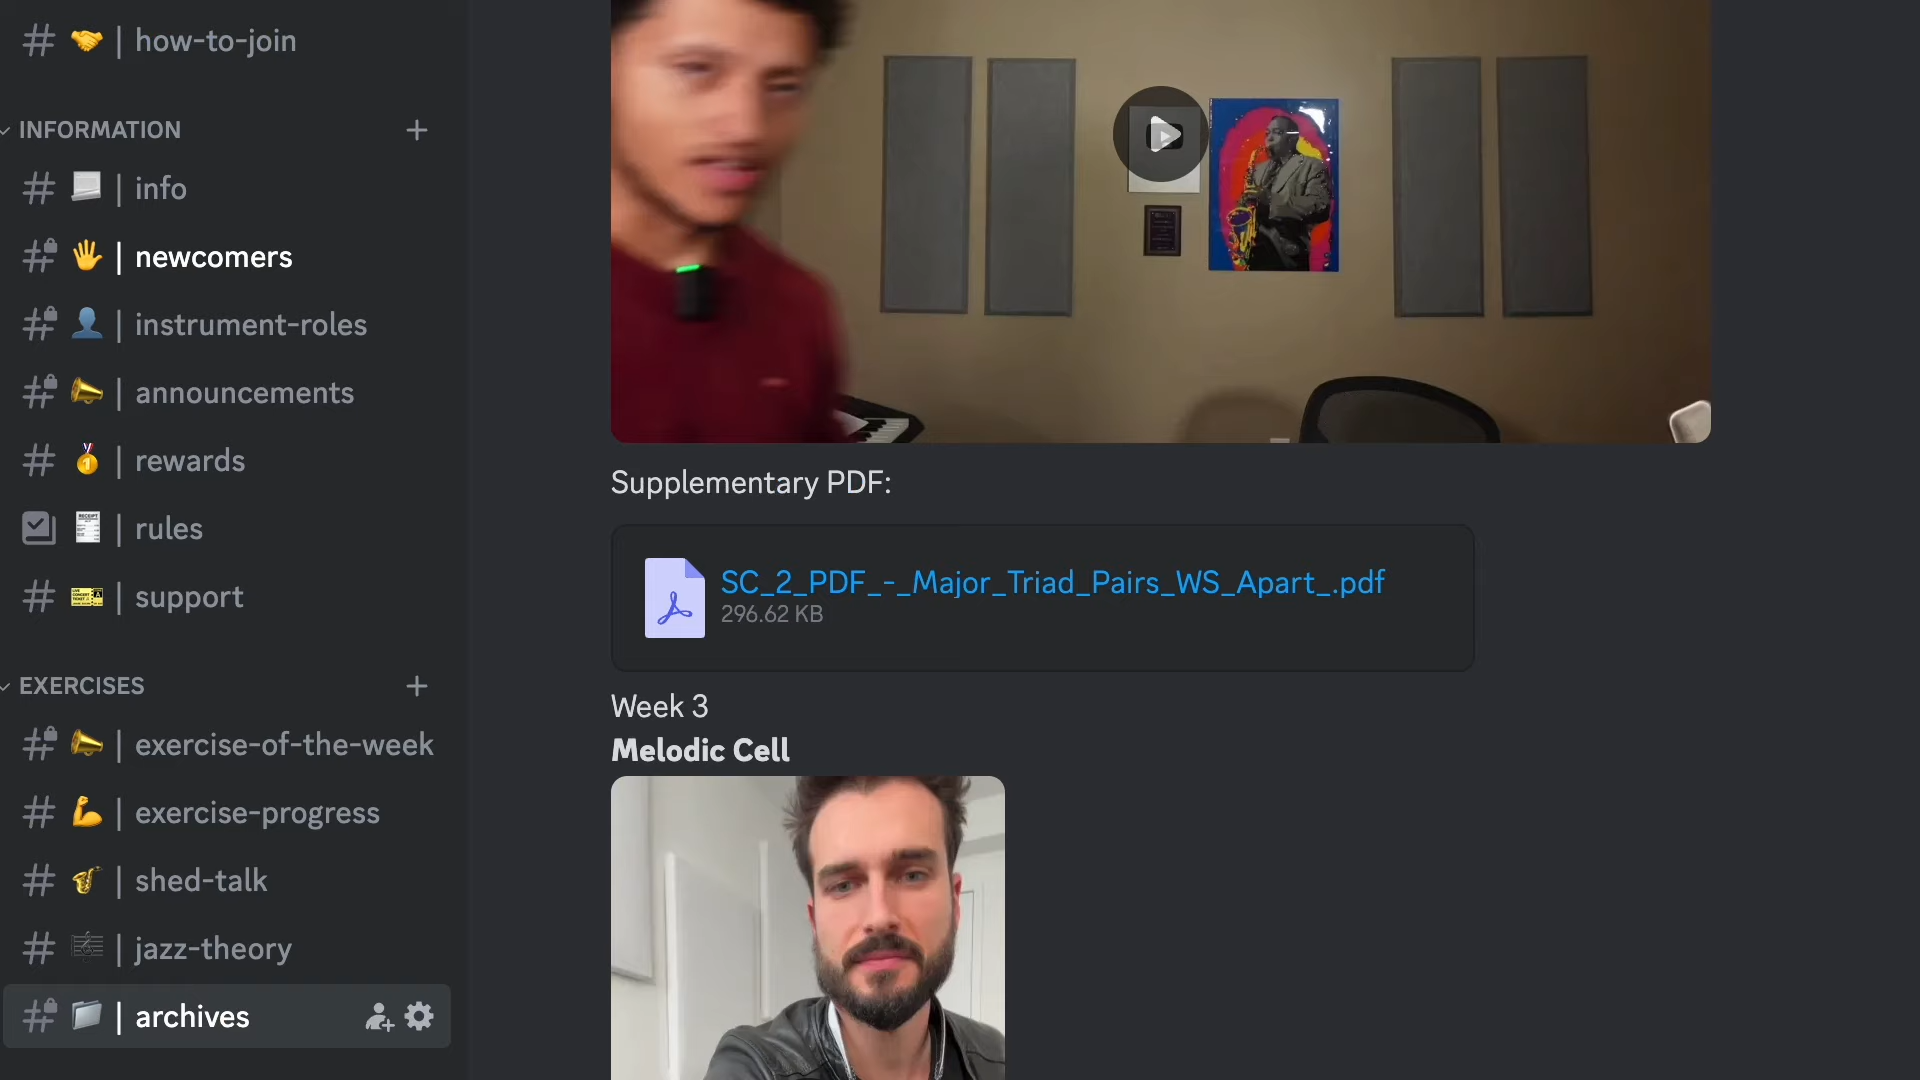 how-to-join
INFORMATION
info
newcomers
instrument-roles
announcements
rewards
rules
support
EXERCISES
exercise-of-the-week
exercise-progress
shed-talk
jazz-theory
archives
Supplementary PDF:
SC_2_PDF_-_Major_Triad_Pairs_WS_Apart_.pdf
296.62 KB
Week 3
Melodic Cell